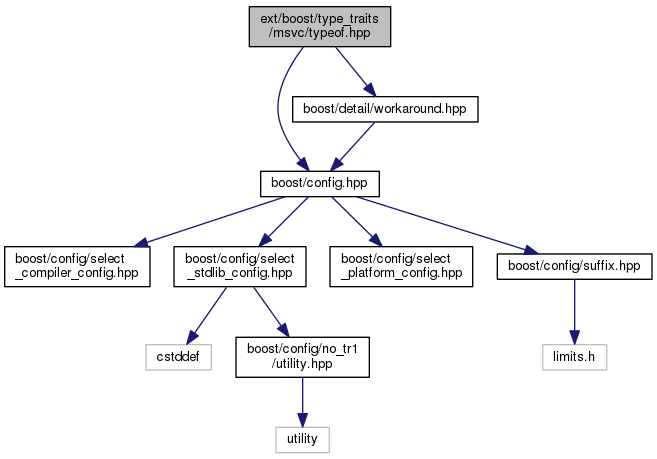 ext/boost/type_traits
/msvc/typeof.hpp
boost/detail/workaround.hpp
boost/config.hpp
boost/config/select
_compiler_config.hpp
boost/config/select
_stdlib_config.hpp
boost/config/select
_platform_config.hpp
boost/config/suffix.hpp
cstddef
boost/config/no_tr1
/utility.hpp
limits.h
utility